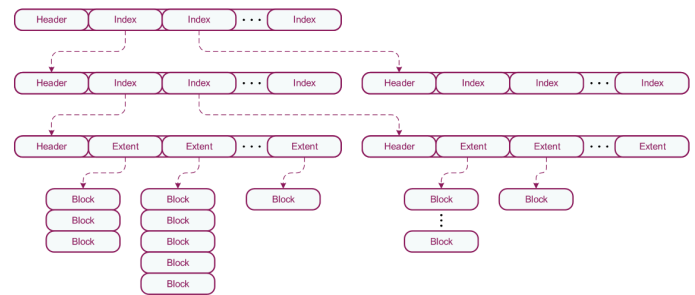 Header Index Index ••• Index
Header Index Index ••• Index Header Index Index ••• Index
Header Extent Extent ••• Extent Header Extent Extent ••• Extent
Block Block Block Block Block
Block Block
Block Block Block
Block
Block